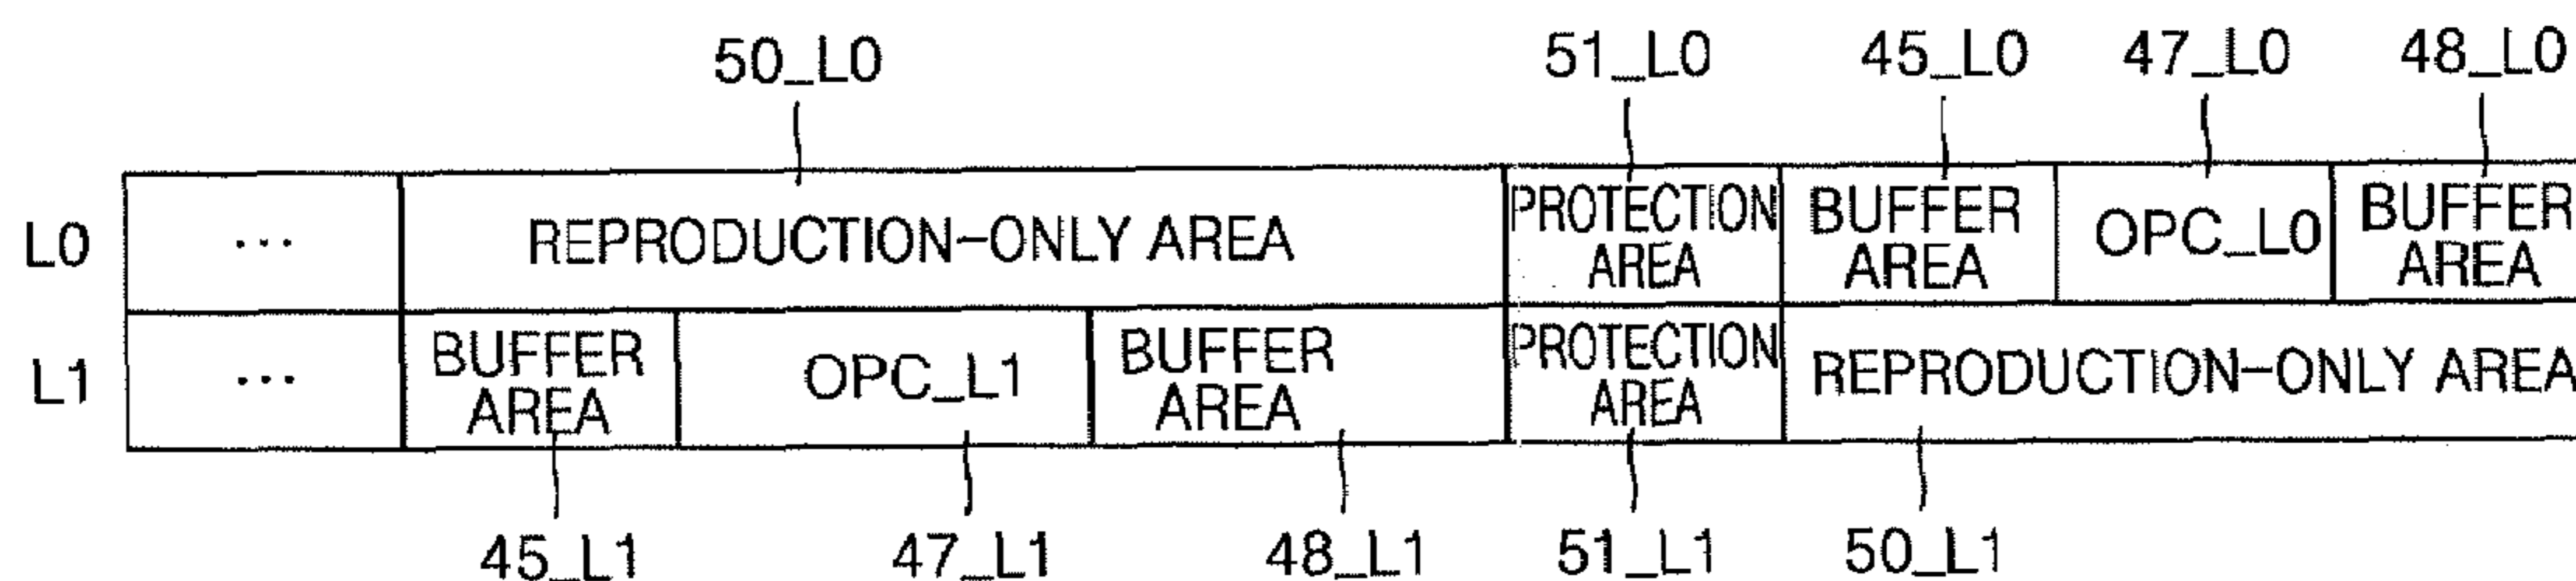 50_L0 51_L0 45_L0 47_L0 48_L0
L0 ... REPRODUCTION-ONLY AREA PROTECTION AREA BUFFER AREA OPC_L0 BUFFER AREA
L1 ... BUFFER AREA OPC_L1 BUFFER AREA PROTECTION AREA REPRODUCTION-ONLY AREA
45_L1 47_L1 48_L1 51_L1 50_L1